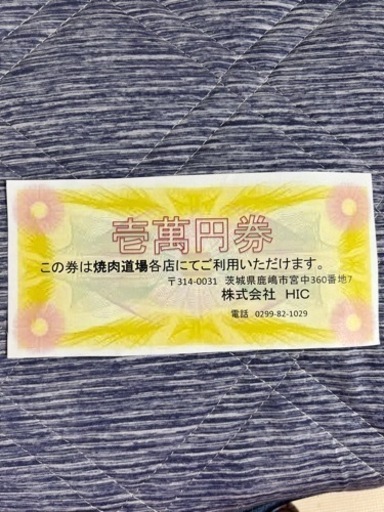 壱萬円券
この券は焼肉道場各店にてご利用いただけます。
〒314-0031 茨城県鹿嶋市宮中360番地7
株式会社 HIC
電話 0299-82-1029